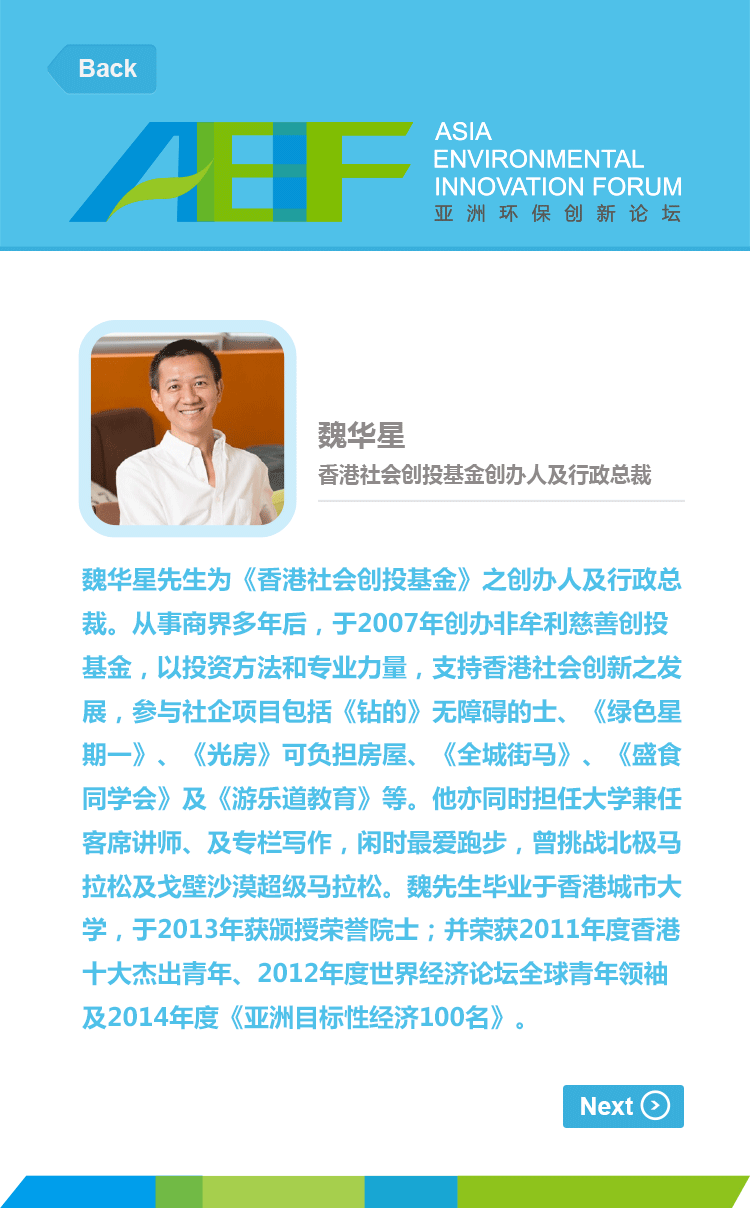 Back
AEIF
ASIA
ENVIRONMENTAL
INNOVATION FORUM
亚洲环保创新论坛
魏华星
香港社会创投基金创办人及行政总裁
魏华星先生为《香港社会创投基金》之创办人及行政总
裁。从事商界多年后，于2007年创办非牟利慈善创投
基金，以投资方法和专业力量，支持香港社会创新之发
展，参与社企项目包括《钻的》无障碍的士、《绿色星
期一》、《光房》可负担房屋、《全城街马》、《盛食
同学会》及《游乐道教育》等。他亦同时担任大学兼任
客席讲师、及专栏写作，闲时最爱跑步，曾挑战北极马
拉松及戈壁沙漠超级马拉松。魏先生毕业于香港城市大
学，于2013年获颁授荣誉院士；并荣获2011年度香港
十大杰出青年、2012年度世界经济论坛全球青年领袖
及2014年度《亚洲目标性经济100名》。
Next